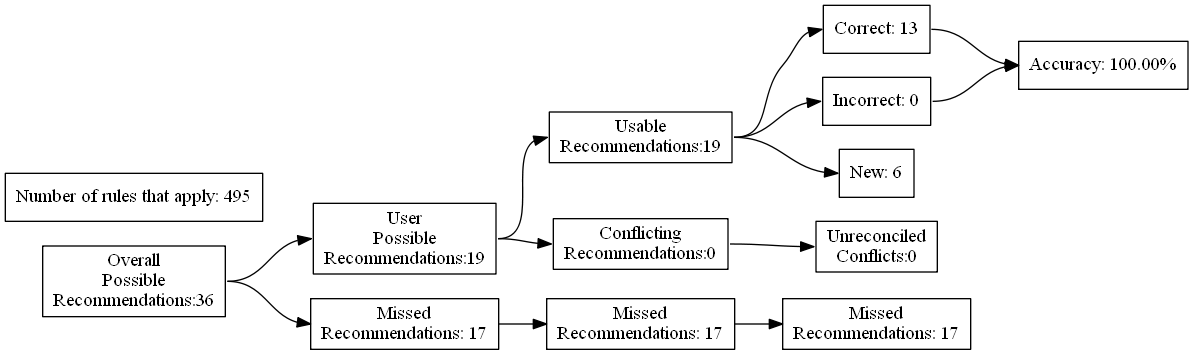 Number of rules that apply: 495
Overall
Possible
Recommendations:36
User
Possible
Recommendations:19
Missed
Recommendations: 17
Usable
Recommendations:19
Conflicting
Recommendations:0
Missed
Recommendations: 17
Correct: 13
Incorrect: 0
New: 6
Unreconciled
Conflicts:0
Missed
Recommendations: 17
Accuracy: 100.00%